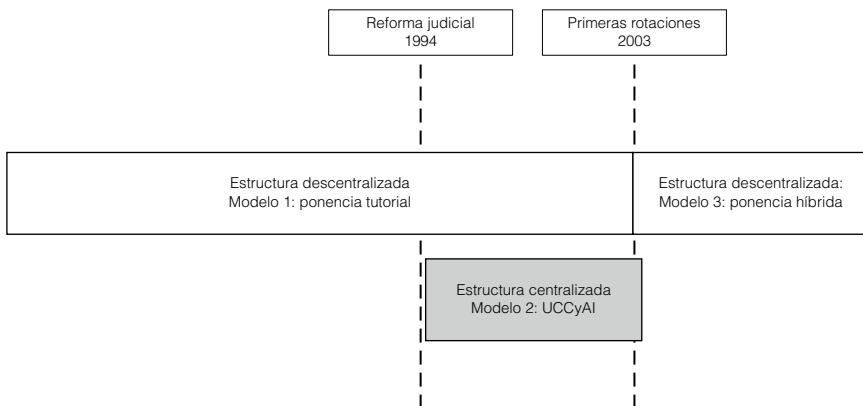 Reforma judicial
1994
Primeras rotaciones
2003
Estructura descentralizada
Modelo 1: ponencia tutorial
Estructura descentralizada:
Modelo 3: ponencia híbrida
Estructura centralizada
Modelo 2: UCCyAI